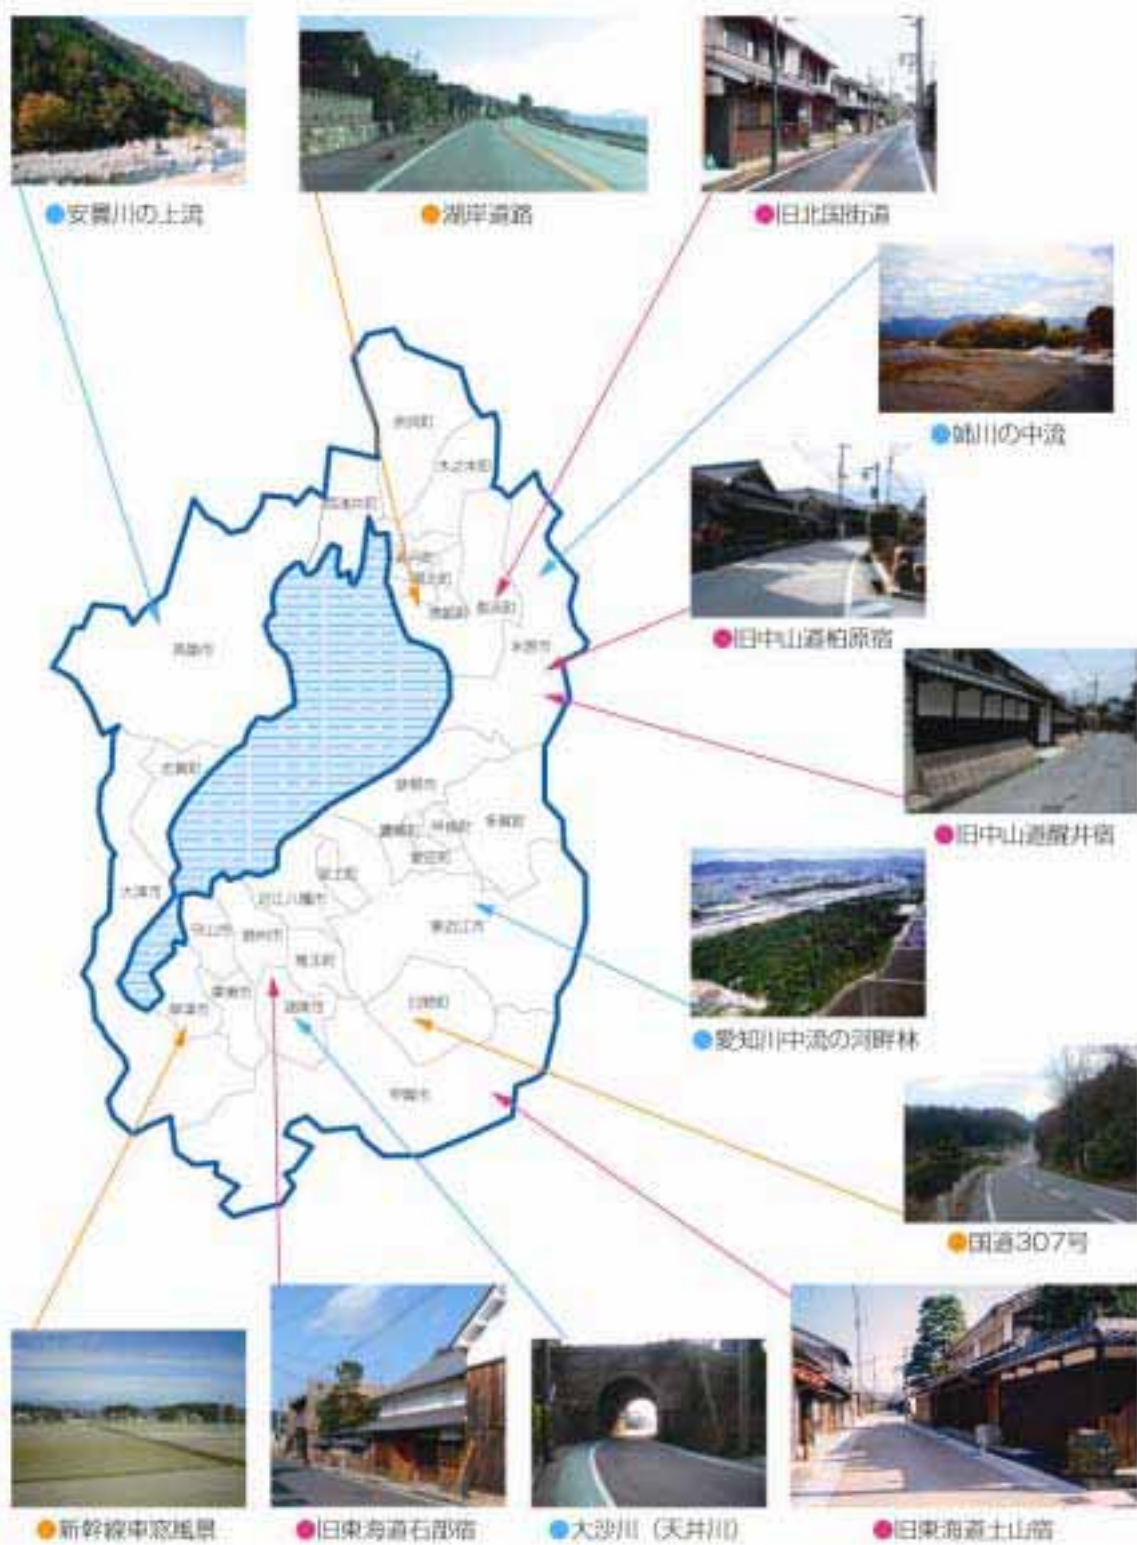 ●安曇川の上流
●湖岸道路
●旧北国街道
●姉川の中流
余呉町
木之本町
西浅井町
湖北町
米原市
高島市
●旧中山道柏原宿
志賀町
彦根市
甲良町
多賀町
豊郷町
愛荘町
●旧中山道醒井宿
安土町
大津市
近江八幡市
守山市
野洲市
東近江市
竜王町
栗東市
草津市
湖南市
日野町
●愛知川中流の河畔林
甲賀市
●国道307号
●新幹線車窓風景
●旧東海道石部宿
●大沙川（天井川）
●旧東海道土山宿